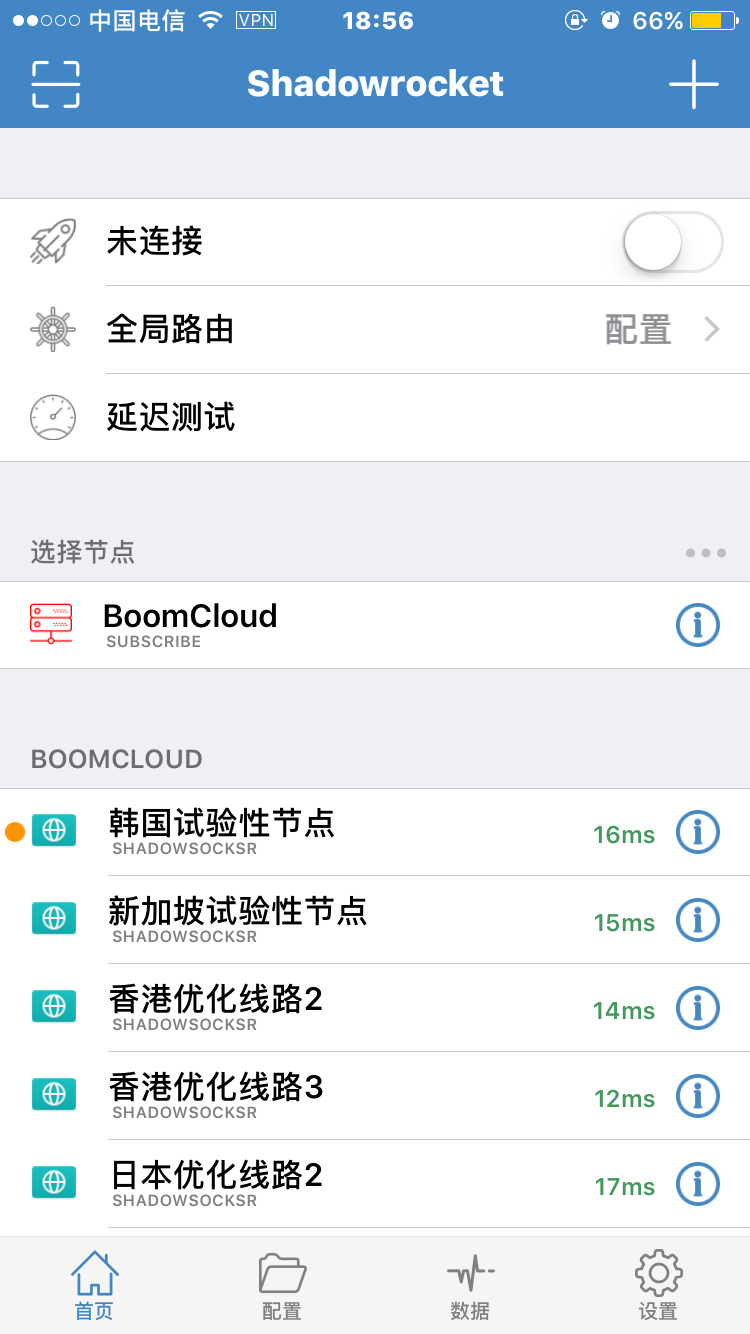 中国电信 VPN 18:56 66%
Shadowrocket
未连接
全局路由 配置
延迟测试
选择节点
BoomCloud
SUBSCRIBE
BOOMCLOUD
韩国试验性节点 16ms
SHADOWSOCKSR
新加坡试验性节点 15ms
SHADOWSOCKSR
香港优化线路2 14ms
SHADOWSOCKSR
香港优化线路3 12ms
SHADOWSOCKSR
日本优化线路2 17ms
SHADOWSOCKSR
首页 配置 数据 设置